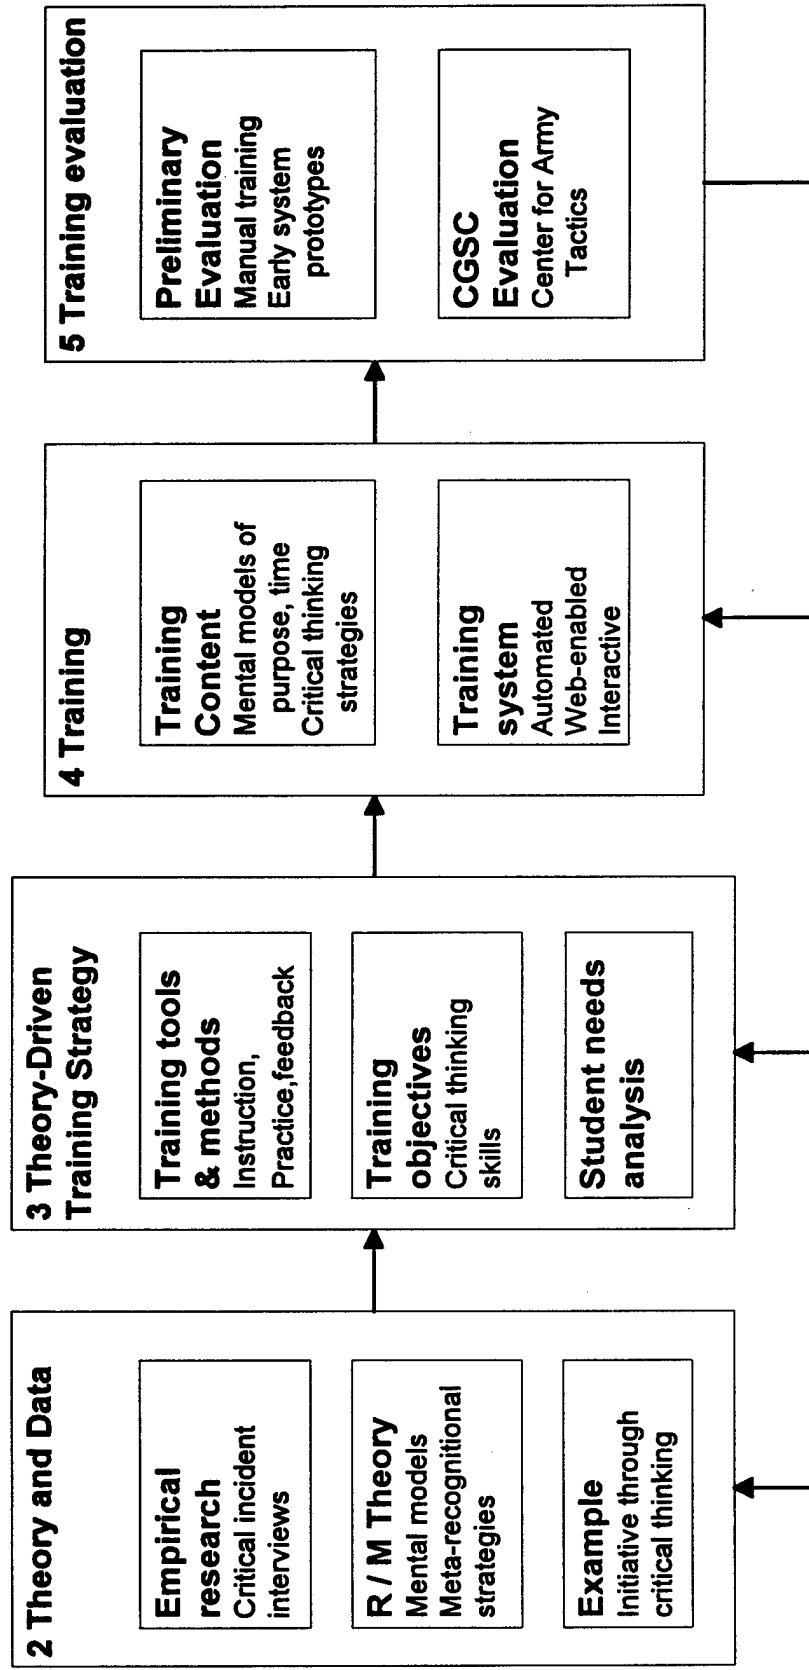 2 Theory and Data
Empirical
research
Critical incident
interviews
R / M Theory
Mental models
Meta-recognitional
strategies
Example
Initiative through
critical thinking
3 Theory-Driven
Training Strategy
Training tools
& methods
Instruction,
Practice,feedback
Training
objectives
Critical thinking
skills
Student needs
analysis
4 Training
Training
Content
Mental models of
purpose, time
Critical thinking
strategies
Training
system
Automated
Web-enabled
Interactive
5 Training evaluation
Preliminary
Evaluation
Manual training
Early system
prototypes
CGSC
Evaluation
Center for Army
Tactics